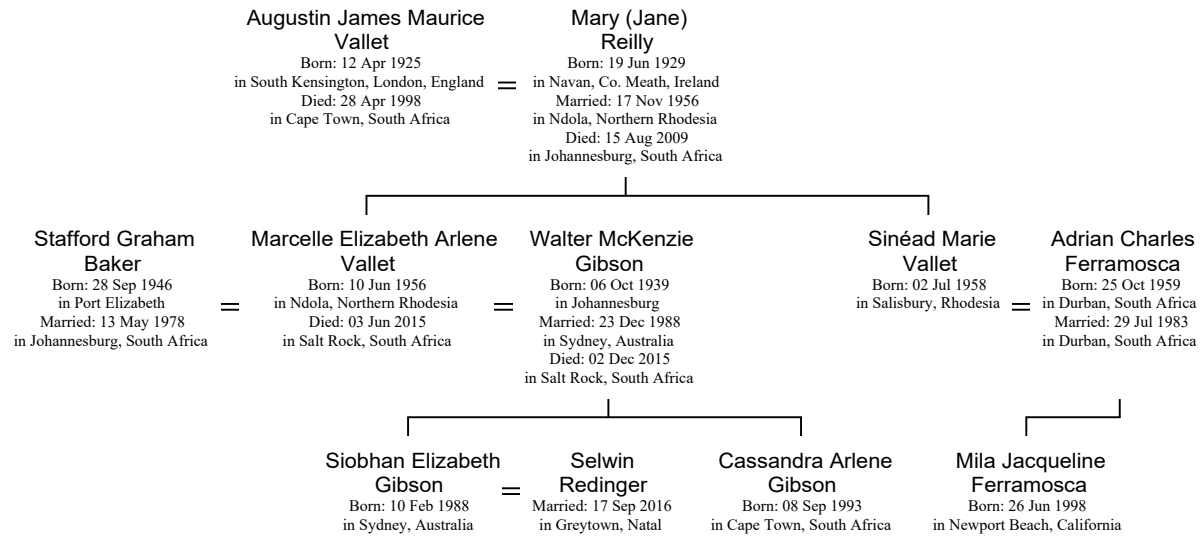 Augustin James Maurice
Vallet
Born: 12 Apr 1925
in South Kensington, London, England
Died: 28 Apr 1998
in Cape Town, South Africa
=
Mary (Jane)
Reilly
Born: 19 Jun 1929
in Navan, Co. Meath, Ireland
Married: 17 Nov 1956
in Ndola, Northern Rhodesia
Died: 15 Aug 2009
in Johannesburg, South Africa
Stafford Graham
Baker
Born: 28 Sep 1946
in Port Elizabeth
Married: 13 May 1978
in Johannesburg, South Africa
=
Marcelle Elizabeth Arlene
Vallet
Born: 10 Jun 1956
in Ndola, Northern Rhodesia
Died: 03 Jun 2015
in Salt Rock, South Africa
=
Walter McKenzie
Gibson
Born: 06 Oct 1939
in Johannesburg
Married: 23 Dec 1988
in Sydney, Australia
Died: 02 Dec 2015
in Salt Rock, South Africa
Sinéad Marie
Vallet
Born: 02 Jul 1958
in Salisbury, Rhodesia
=
Adrian Charles
Ferramosca
Born: 25 Oct 1959
in Durban, South Africa
Married: 29 Jul 1983
in Durban, South Africa
Siobhan Elizabeth
Gibson
Born: 10 Feb 1988
in Sydney, Australia
=
Selwin
Redinger
Married: 17 Sep 2016
in Greytown, Natal
Cassandra Arlene
Gibson
Born: 08 Sep 1993
in Cape Town, South Africa
Mila Jacqueline
Ferramosca
Born: 26 Jun 1998
in Newport Beach, California